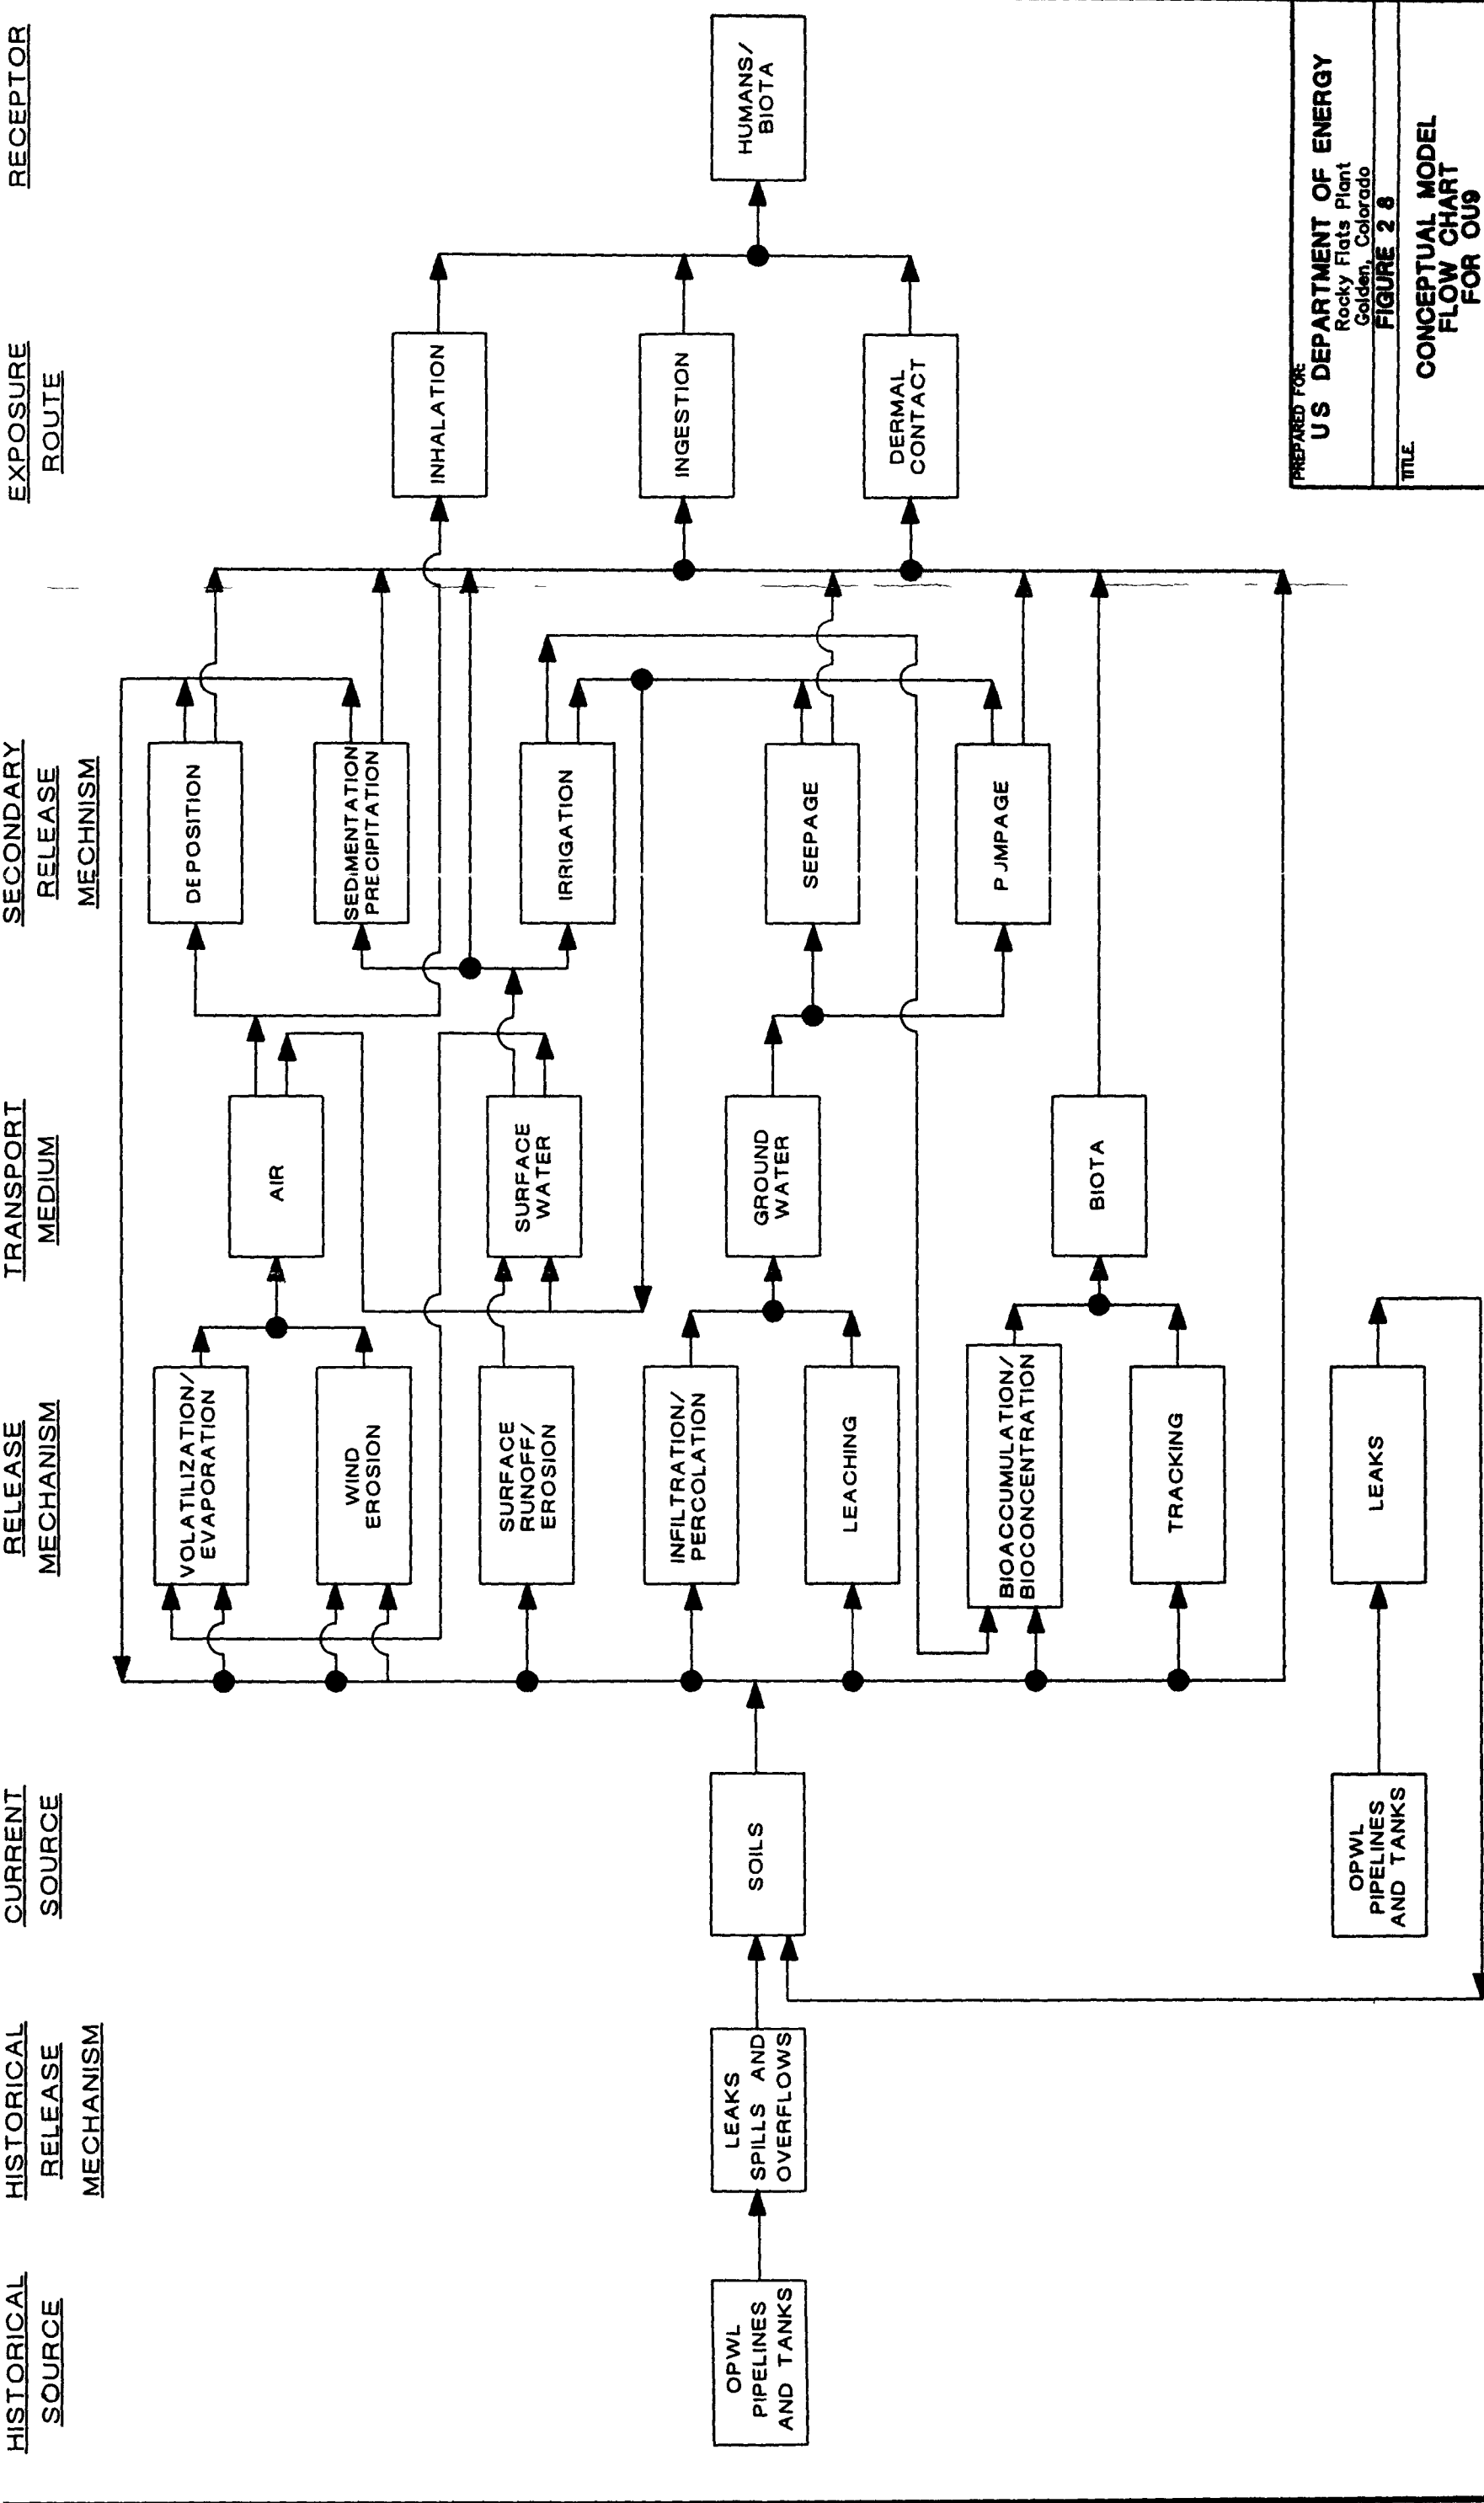 HISTORICAL
SOURCE
HISTORICAL
RELEASE
MECHANISM
CURRENT
SOURCE
RELEASE
MECHANISM
TRANSPORT
MEDIUM
SECONDARY
RELEASE
MECHNISM
EXPOSURE
ROUTE
RECEPTOR
OPWL
PIPELINES
AND TANKS
LEAKS
SPILLS AND
OVERFLOWS
SOILS
OPWL
PIPELINES
AND TANKS
VOLATILIZATION/
EVAPORATION
WIND
EROSION
SURFACE
RUNOFF/
EROSION
INFILTRATION/
PERCOLATION
LEACHING
BIOACCUMULATION/
BIOCONCENTRATION
TRACKING
LEAKS
AIR
SURFACE
WATER
GROUND
WATER
BIOTA
DEPOSITION
SEDIMENTATION
PRECIPITATION
IRRIGATION
SEEPAGE
PJMPAGE
INHALATION
INGESTION
DERMAL
CONTACT
HUMANS/
BIOTA
PREPARED FOR:
US DEPARTMENT OF ENERGY
Rocky Flats Plant
Golden, Colorado
FIGURE 2 8
TITLE.
CONCEPTUAL MODEL
FLOW CHART
FOR OU9